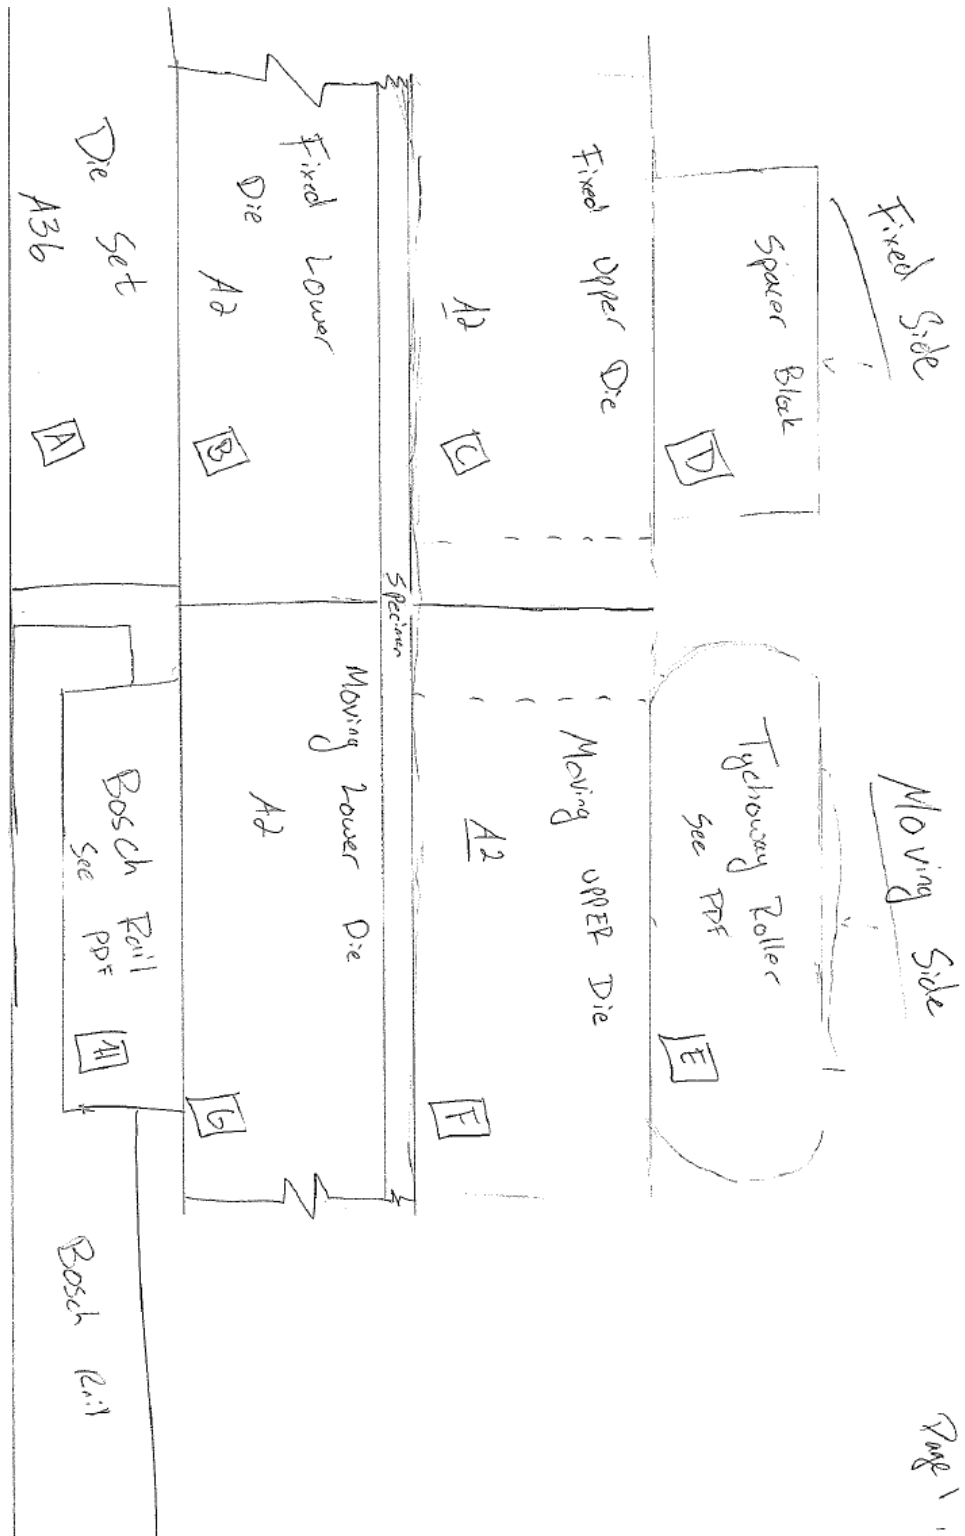 Page 1
Fixed Side
Moving Side
Spacer Block
D
Tychoway Roller
See PDF
E
Fixed Upper Die
A2
C
Moving UPPER Die
A2
F
Specimen
Fixed Lower
Die
A2
B
Moving Lower Die
A2
G
Die Set
A36
A
Bosch Rail
See PDF
H
Bosch Rail